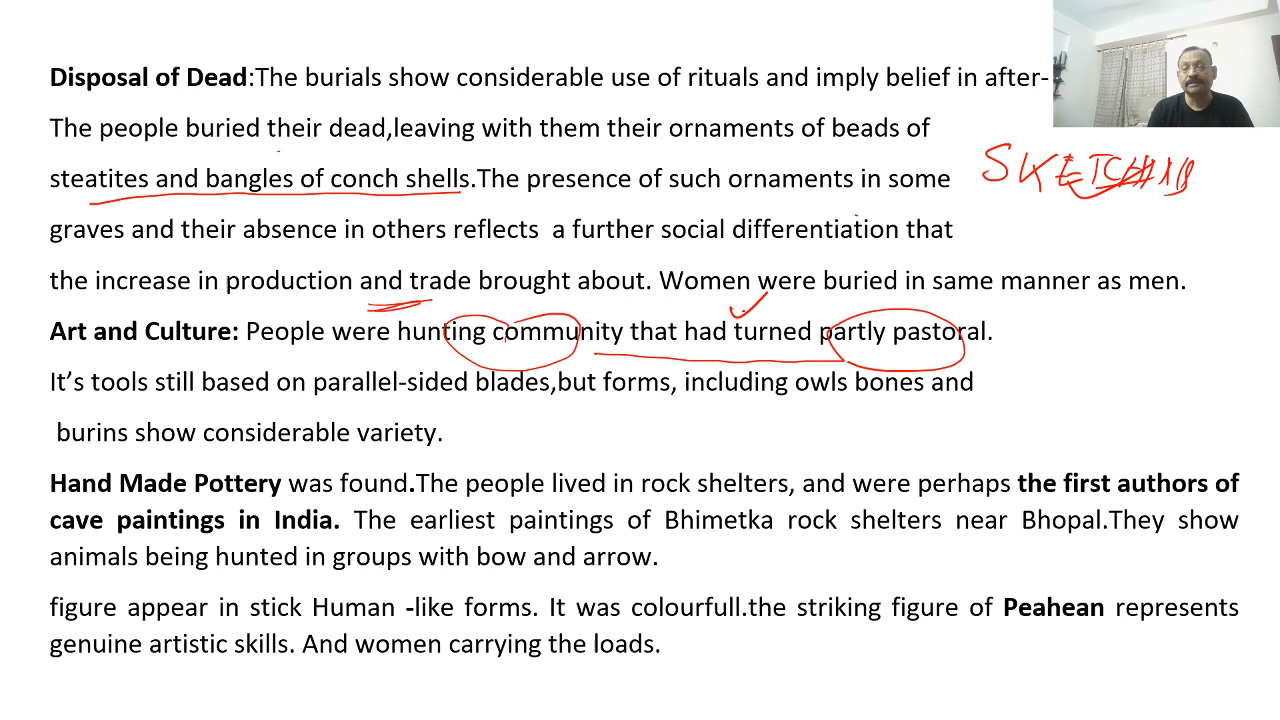 Disposal of Dead:The burials show considerable use of rituals and imply belief in after-
The people buried their dead,leaving with them their ornaments of beads of
steatites and bangles of conch shells.The presence of such ornaments in some
graves and their absence in others reflects a further social differentiation that
the increase in production and trade brought about. Women were buried in same manner as men.
Art and Culture: People were hunting community that had turned partly pastoral.
It’s tools still based on parallel-sided blades,but forms, including owls bones and
burins show considerable variety.
Hand Made Pottery was found.The people lived in rock shelters, and were perhaps the first authors of
cave paintings in India. The earliest paintings of Bhimetka rock shelters near Bhopal.They show
animals being hunted in groups with bow and arrow.
figure appear in stick Human -like forms. It was colourfull.the striking figure of Peahean represents
genuine artistic skills. And women carrying the loads.